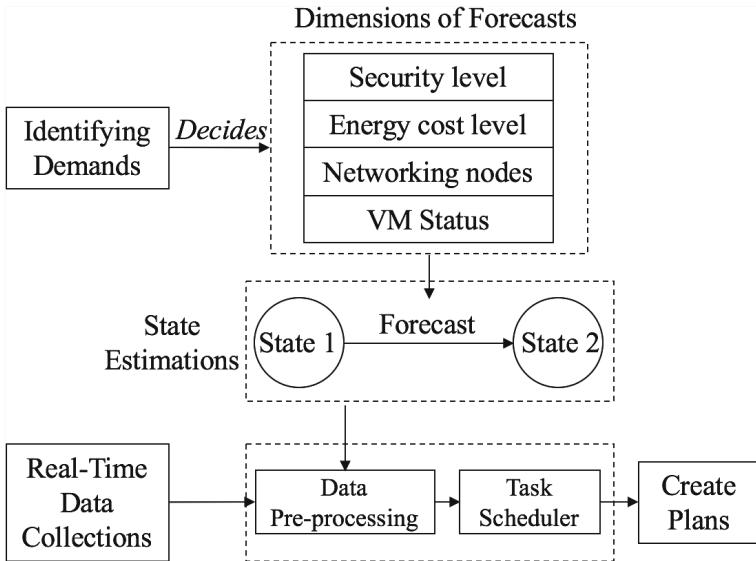 Dimensions of Forecasts
Security level
Energy cost level
Networking nodes
VM Status
Identifying
Demands
Decides
State
Estimations
State 1
Forecast
State 2
Real-Time
Data
Collections
Data
Pre-processing
Task
Scheduler
Create
Plans